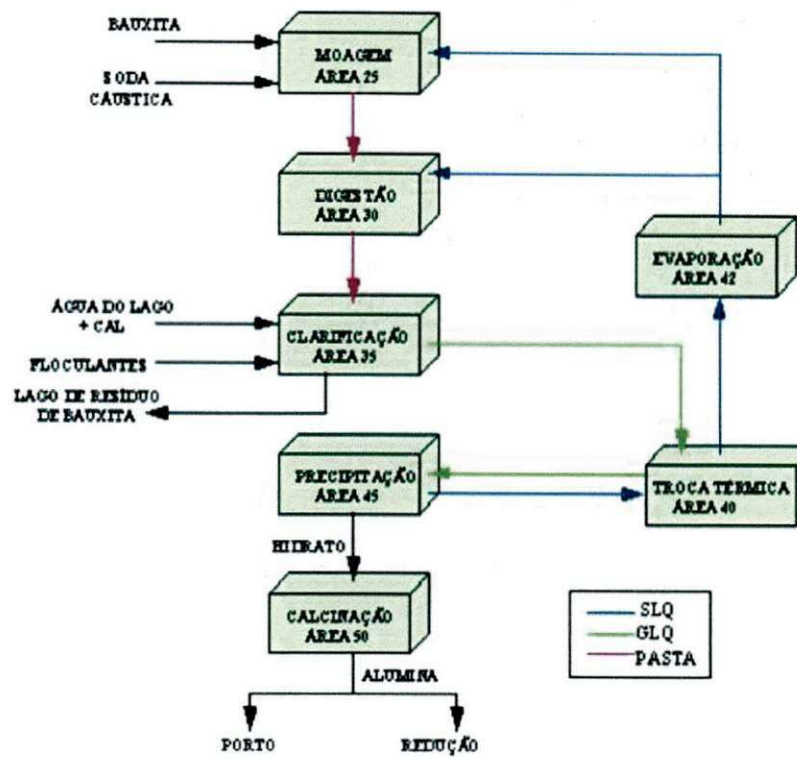 BAUXITA
SODA
CÁUSTICA
MOAGEM
ÁREA 25
DIGESTÃO
ÁREA 30
EVAPORAÇÃO
ÁREA 42
ÁGUA DO LAGO
+ CAL
FLOCULANTES
CLARIFICAÇÃO
ÁREA 35
LAGO DE RESÍDUO
DE BAUXITA
PRECIPITAÇÃO
ÁREA 45
TROCA TÉRMICA
ÁREA 40
HIDRATO
CALCINAÇÃO
ÁREA 50
SLQ
GLQ
PASTA
ALUMINA
PORTO
REDUÇÃO